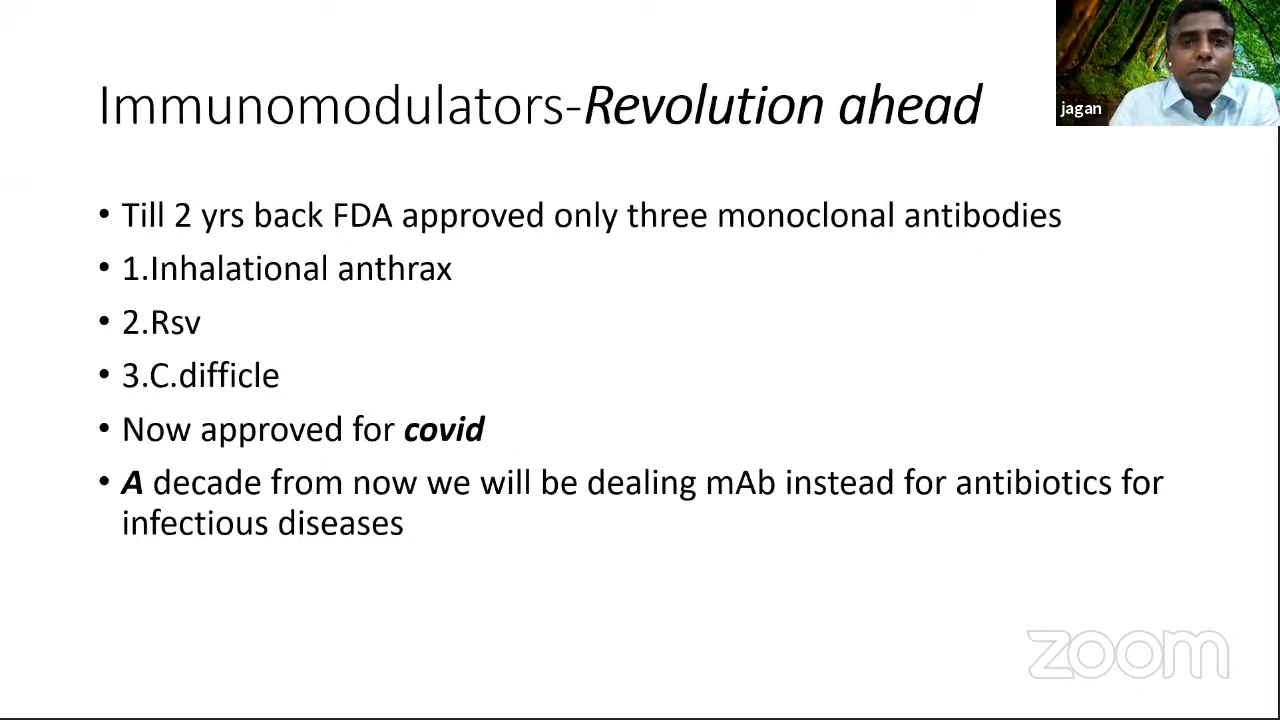 Immunomodulators-Revolution ahead
jagan
• Till 2 yrs back FDA approved only three monoclonal antibodies
• 1.Inhalational anthrax
• 2.Rsv
• 3.C.difficle
• Now approved for covid
• A decade from now we will be dealing mAb instead for antibiotics for
infectious diseases
zoom